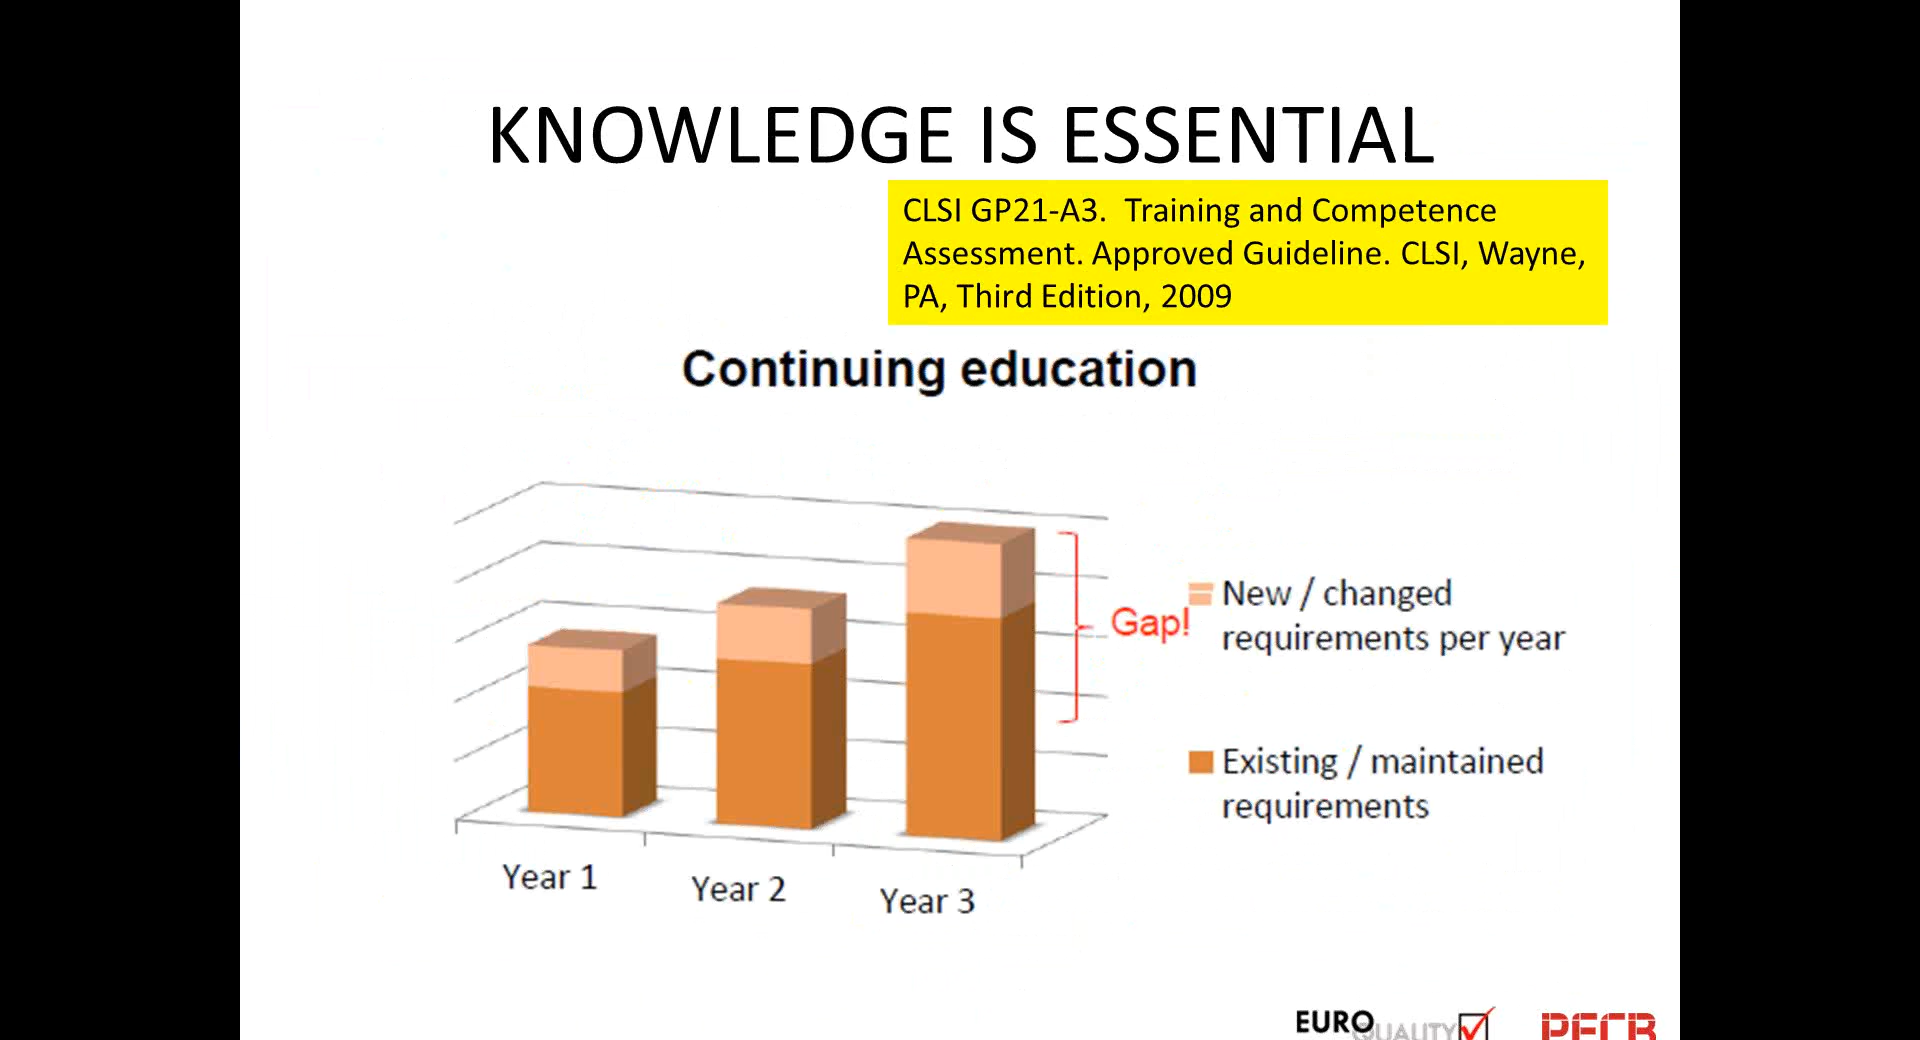 KNOWLEDGE IS ESSENTIAL
CLSI GP21-A3. Training and Competence
Assessment. Approved Guideline. CLSI, Wayne,
PA, Third Edition, 2009
Continuing education
Gap!
New / changed
requirements per year
Existing / maintained
requirements
Year 1
Year 2
Year 3
EURO
QUALITY
PECB